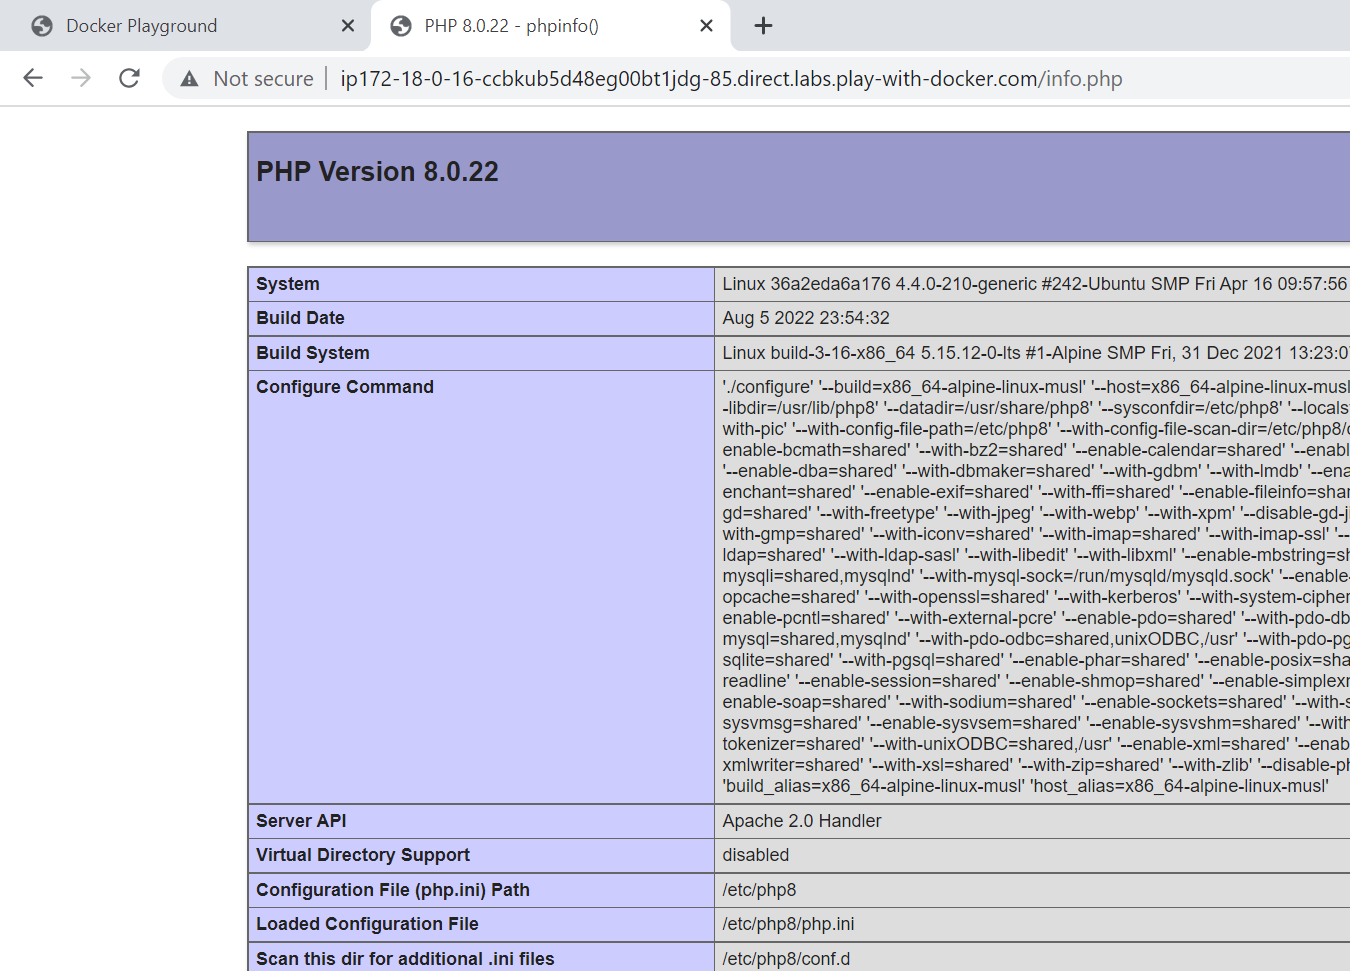 Docker Playground
PHP 8.0.22 - phpinfo()
Not secure
ip172-18-0-16-ccbkub5d48eg00bt1jdg-85.direct.labs.play-with-docker.com/info.php
PHP Version 8.0.22
System
Linux 36a2eda6a176 4.4.0-210-generic #242-Ubuntu SMP Fri Apr 16 09:57:56
Build Date
Aug 5 2022 23:54:32
Build System
Linux build-3-16-x86_64 5.15.12-0-lts #1-Alpine SMP Fri, 31 Dec 2021 13:23:0
Configure Command
'./configure' '--build=x86_64-alpine-linux-musl' '--host=x86_64-alpine-linux-musl
-libdir=/usr/lib/php8' '--datadir=/usr/share/php8' '--sysconfdir=/etc/php8' '--locals
with-pic' '--with-config-file-path=/etc/php8' '--with-config-file-scan-dir=/etc/php8/
enable-bcmath=shared' '--with-bz2=shared' '--enable-calendar=shared' '--enabl
'--enable-dba=shared' '--with-dbmaker=shared' '--with-gdbm' '--with-lmdb' '--ena
enchant=shared' '--enable-exif=shared' '--with-ffi=shared' '--enable-fileinfo=shar
gd=shared' '--with-freetype' '--with-jpeg' '--with-webp' '--with-xpm' '--disable-gd-j
with-gmp=shared' '--with-iconv=shared' '--with-imap=shared' '--with-imap-ssl' '--
ldap=shared' '--with-ldap-sasl' '--with-libedit' '--with-libxml' '--enable-mbstring=sh
mysqli=shared,mysqlnd' '--with-mysql-sock=/run/mysqld/mysqld.sock' '--enable-
opcache=shared' '--with-openssl=shared' '--with-kerberos' '--with-system-cipher
enable-pcntl=shared' '--with-external-pcre' '--enable-pdo=shared' '--with-pdo-db
mysql=shared,mysqlnd' '--with-pdo-odbc=shared,unixODBC,/usr' '--with-pdo-pg
sqlite=shared' '--with-pgsql=shared' '--enable-phar=shared' '--enable-posix=sha
readline' '--enable-session=shared' '--enable-shmop=shared' '--enable-simplexm
enable-soap=shared' '--with-sodium=shared' '--enable-sockets=shared' '--with-s
sysvmsg=shared' '--enable-sysvsem=shared' '--enable-sysvshm=shared' '--with
tokenizer=shared' '--with-unixODBC=shared,/usr' '--enable-xml=shared' '--enab
xmlwriter=shared' '--with-xsl=shared' '--with-zip=shared' '--with-zlib' '--disable-ph
'build_alias=x86_64-alpine-linux-musl' 'host_alias=x86_64-alpine-linux-musl'
Server API
Apache 2.0 Handler
Virtual Directory Support
disabled
Configuration File (php.ini) Path
/etc/php8
Loaded Configuration File
/etc/php8/php.ini
Scan this dir for additional .ini files
/etc/php8/conf.d